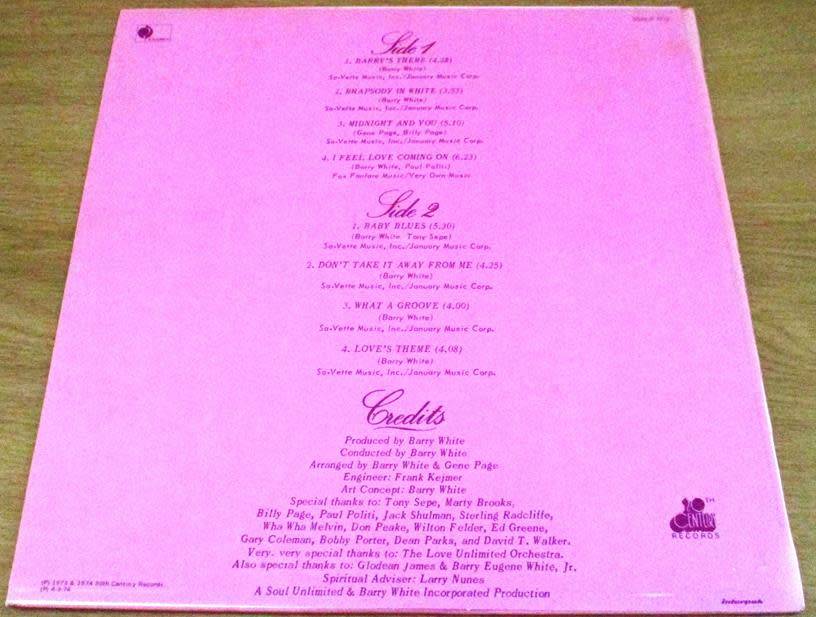 Side 1
1. BARRY'S THEME (4.28)
(Barry White)
Sa-Vette Music, Inc./January Music Corp.
2. RHAPSODY IN WHITE (3:55)
(Barry White)
Sa-Vette Music, Inc./January Music Corp.
3. MIDNIGHT AND YOU (5.10)
(Gene Page, Billy Page)
Sa-Vette Music, Inc./January Music Corp.
4. I FEEL LOVE COMING ON (6.23)
(Barry White, Paul Politi)
Fox Fanfare Music/Very Own Music
Side 2
1. BABY BLUES (5.30)
(Barry White Tony Sepe)
Sa-Vette Music, Inc./January Music Corp.
2. DON'T TAKE IT AWAY FROM ME (4.25)
(Barry White)
Sa-Vette Music, Inc./January Music Corp.
3. WHAT A GROOVE (4.00)
(Barry White)
Sa-Vette Music, Inc./January Music Corp.
4. LOVE'S THEME (4.08)
(Barry White)
Sa-Vette Music, Inc./January Music Corp.
Credits
Produced by Barry White
Conducted by Barry White
Arranged by Barry White & Gene Page
Engineer: Frank Kejmer
Art Concept: Barry White
Special thanks to: Tony Sepe, Marty Brooks,
Billy Page, Paul Politi, Jack Shulman, Sterling Radcliffe,
Wha Wha Melvin, Don Peake, Wilton Felder, Ed Greene,
Gary Coleman, Bobby Porter, Dean Parks, and David T. Walker.
Very, very special thanks to: The Love Unlimited Orchestra.
Also special thanks to: Glodean James & Barry Eugene White, Jr.
Spiritual Adviser: Larry Nunes
A Soul Unlimited & Barry White Incorporated Production
20TH
CENTURY
RECORDS
(P) 1973 & 1974 20th Century Records
interpak